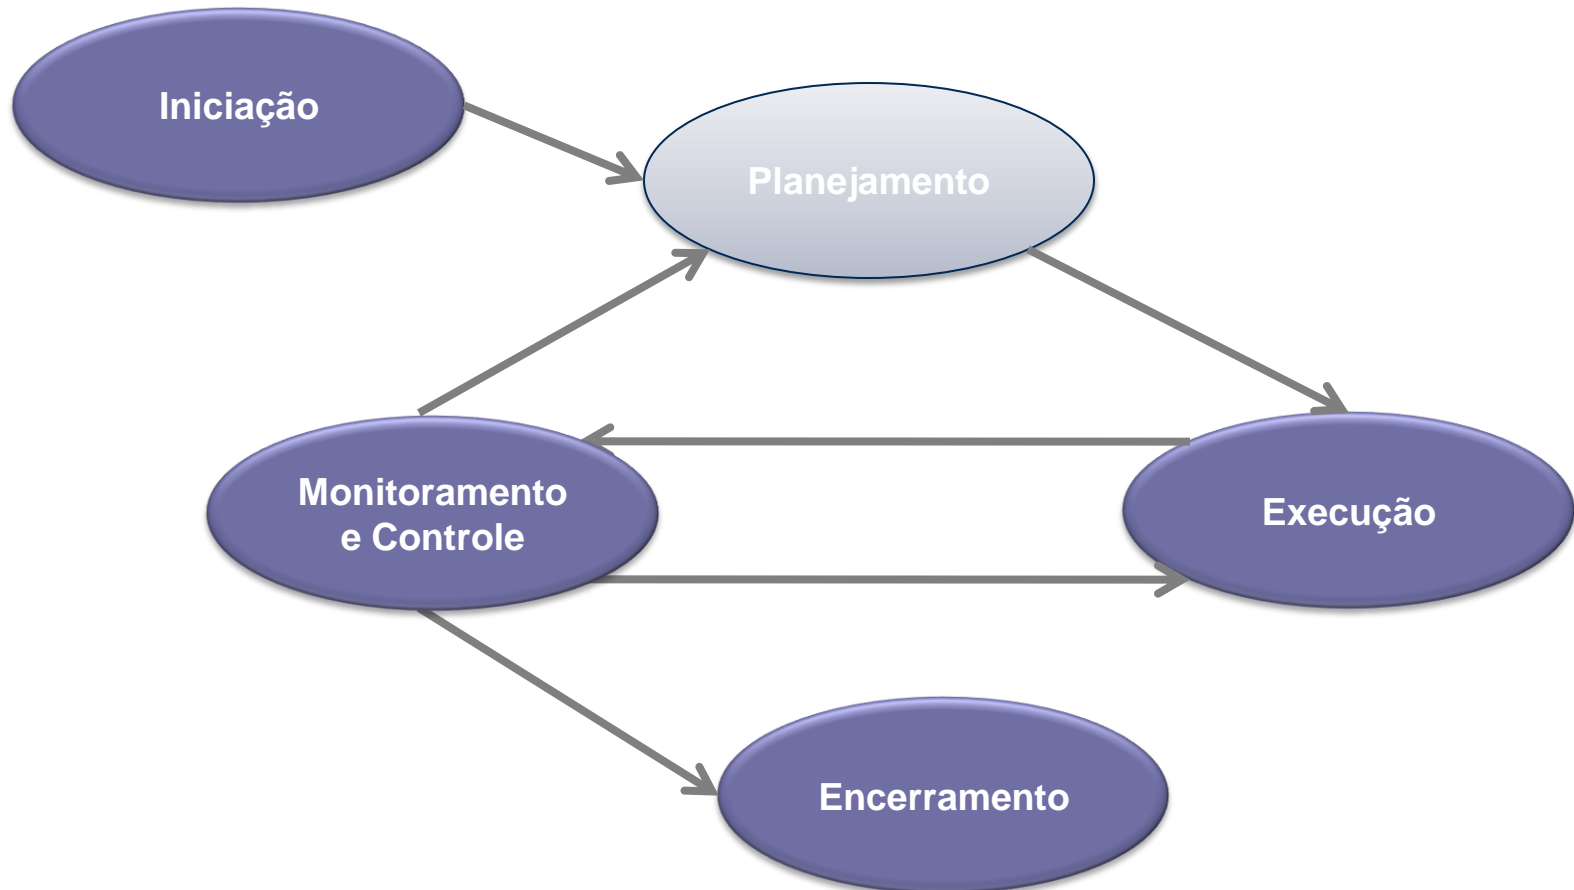 Iniciação
Planejamento
Monitoramento
e Controle
Execução
Encerramento